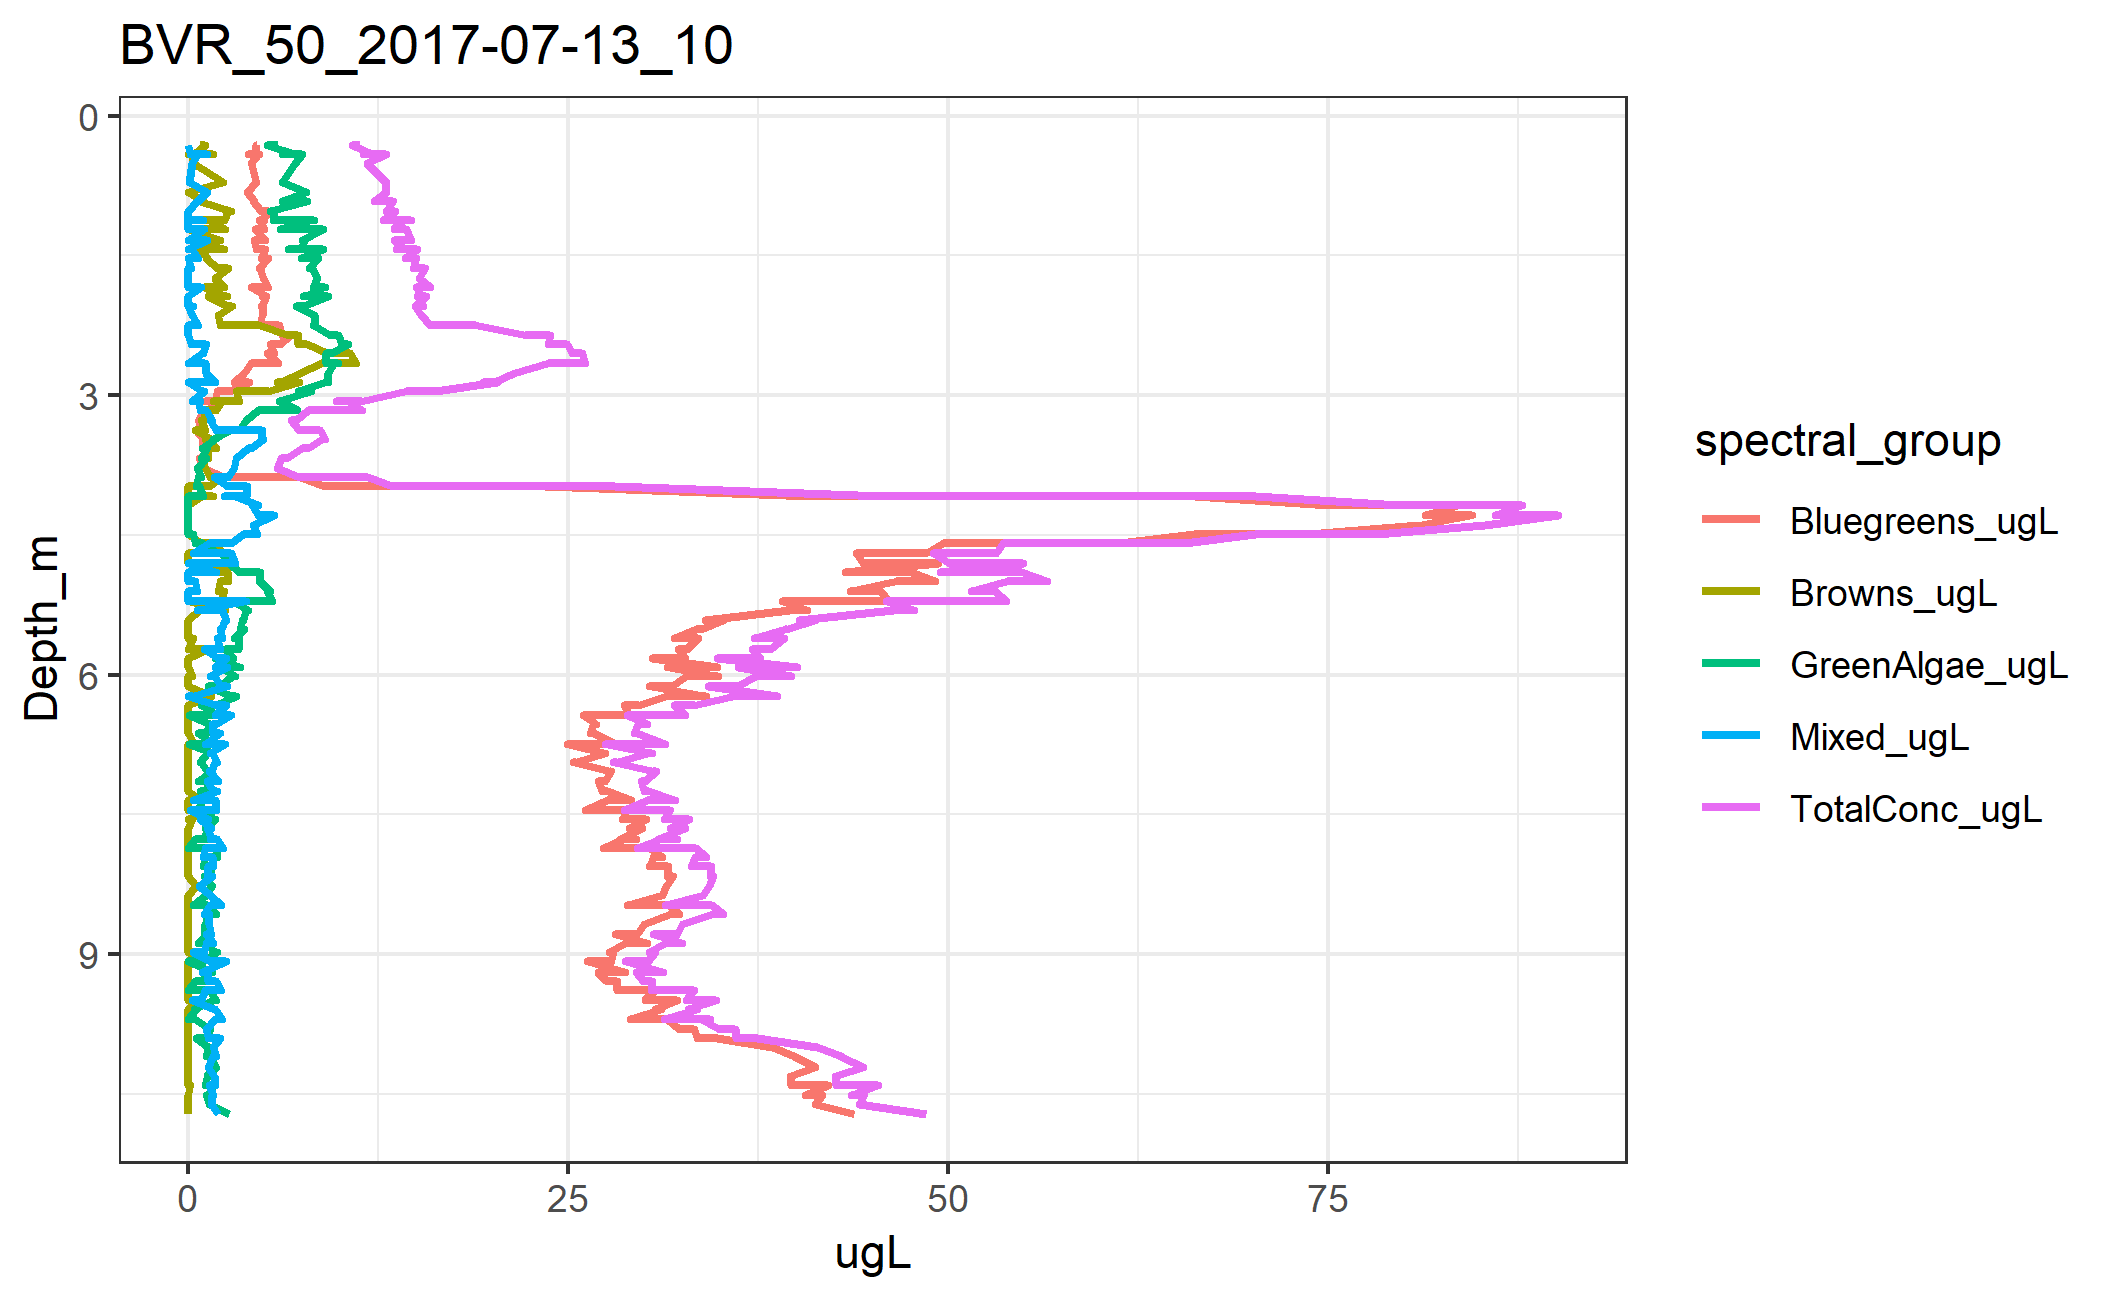 BVR_50_2017-07-13_10
0
3
6
9
Depth_m
0 25 50 75
ugL
spectral_group
Bluegreens_ugL
Browns_ugL
GreenAlgae_ugL
Mixed_ugL
TotalConc_ugL